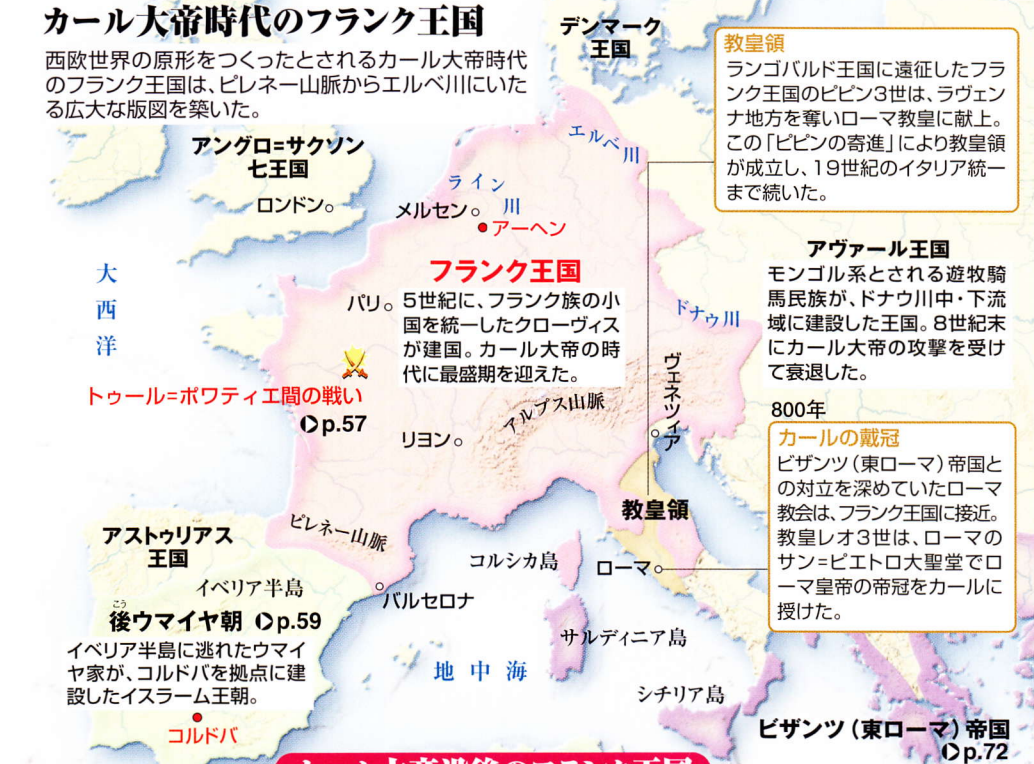 カール大帝時代のフランク王国
西欧世界の原形をつくったとされるカール大帝時代
のフランク王国は、ピレネー山脈からエルベ川にいた
る広大な版図を築いた。
デンマーク
王国
教皇領
ランゴバルド王国に遠征したフラ
ンク王国のピピン3世は、ラヴェン
ナ地方を奪いローマ教皇に献上。
この「ピピンの寄進」により教皇領
が成立し、19世紀のイタリア統一
まで続いた。
アングロ=サクソン
七王国
ロンドン
エルベ川
ライン
川
メルセン
アーヘン
大
西
洋
フランク王国
5世紀に、フランク族の小
国を統一したクローヴィス
が建国。カール大帝の時
代に最盛期を迎えた。
パリ
ドナゥ川
アヴァール王国
モンゴル系とされる遊牧騎
馬民族が、ドナウ川中・下流
域に建設した王国。8世紀末
にカール大帝の攻撃を受け
て衰退した。
トゥール=ポワティエ間の戦い
p.57
リヨン
アルプス山脈
ヴェネツィア
800年
カールの戴冠
ビザンツ(東ローマ)帝国と
の対立を深めていたローマ
教会は、フランク王国に接近。
教皇レオ3世は、ローマの
サン=ピエトロ大聖堂でロ
ーマ皇帝の帝冠をカールに
授けた。
教皇領
ピレネー山脈
アストゥリアス
王国
コルシカ島
ローマ
イベリア半島
バルセロナ
こう
後ウマイヤ朝 p.59
イベリア半島に逃れたウマイ
ヤ家が、コルドバを拠点に建
設したイスラーム王朝。
コルドバ
サルディニア島
地中海
シチリア島
ビザンツ(東ローマ)帝国
p.72